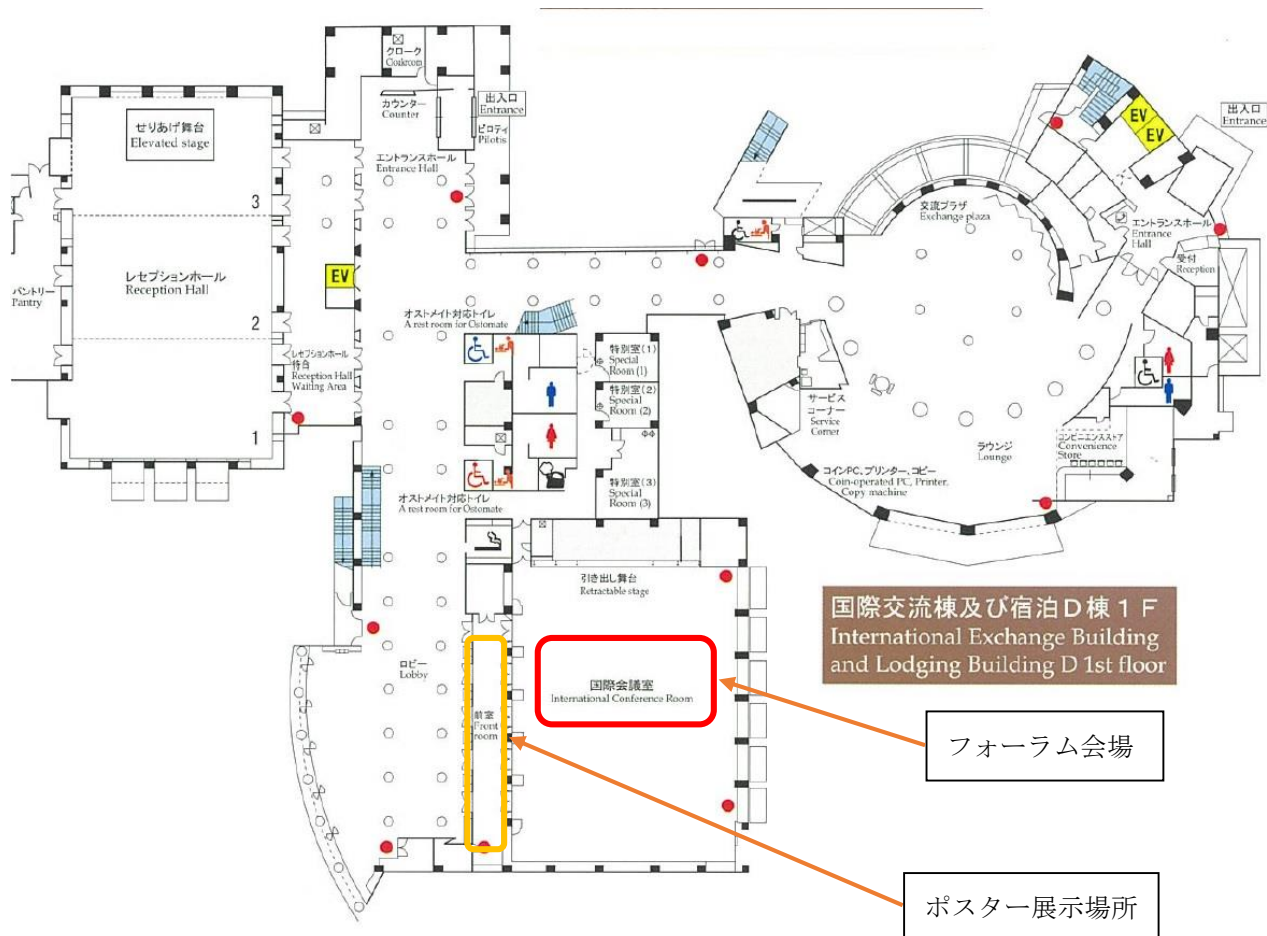 クローク
Cloakroom
カウンター
Counter
出入口
Entrance
ピロティ
Pilotis
せりあげ舞台
Elevated stage
エントランスホール
Entrance Hall
3
レセプションホール
Reception Hall
パントリー
Pantry
EV
2
レセプションホール
待合
Reception Hall
Waiting Area
1
オストメイト対応トイレ
A rest room for Ostomate
特別室(1)
Special
Room (1)
特別室(2)
Special
Room (2)
特別室(3)
Special
Room (3)
オストメイト対応トイレ
A rest room for Ostomate
EV
EV
出入口
Entrance
交流プラザ
Exchange plaza
エントランスホール
Entrance
Hall
受付
Reception
サービス
コーナー
Service
Corner
ラウンジ
Lounge
コンビニエンスストア
Convenience
Store
コインPC、プリンター、コピー
Coin-operated PC, Printer,
Copy machine
引き出し舞台
Retractable stage
国際交流棟及び宿泊D棟1F
International Exchange Building
and Lodging Building D 1st floor
ロビー
Lobby
前室
Front
room
国際会議室
International Conference Room
フォーラム会場
ポスター展示場所